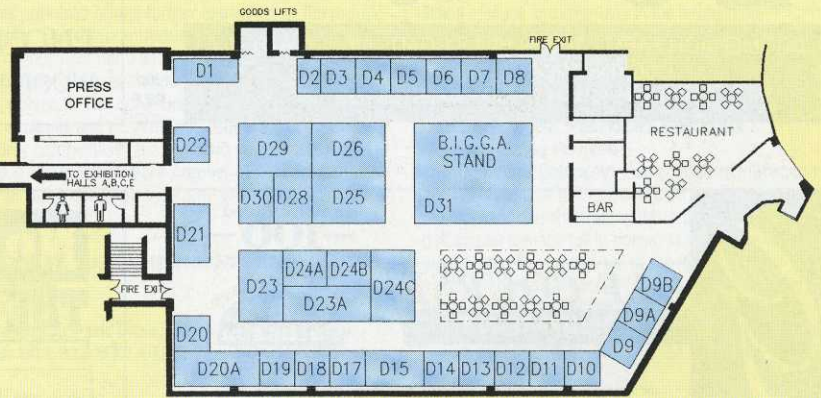 GOODS LIFTS
FIRE EXIT
PRESS
OFFICE
D1
D2 D3 D4 D5 D6 D7 D8
RESTAURANT
D22
D29
D26
B.I.G.G.A.
STAND
TO EXHIBITION
HALLS A,B,C,E
D30
D28
D25
D31
BAR
D21
D23
D24A
D24B
D24C
D23A
FIRE EXIT
D9B
D9A
D9
D20
D20A D19 D18 D17 D15 D14 D13 D12 D11 D10